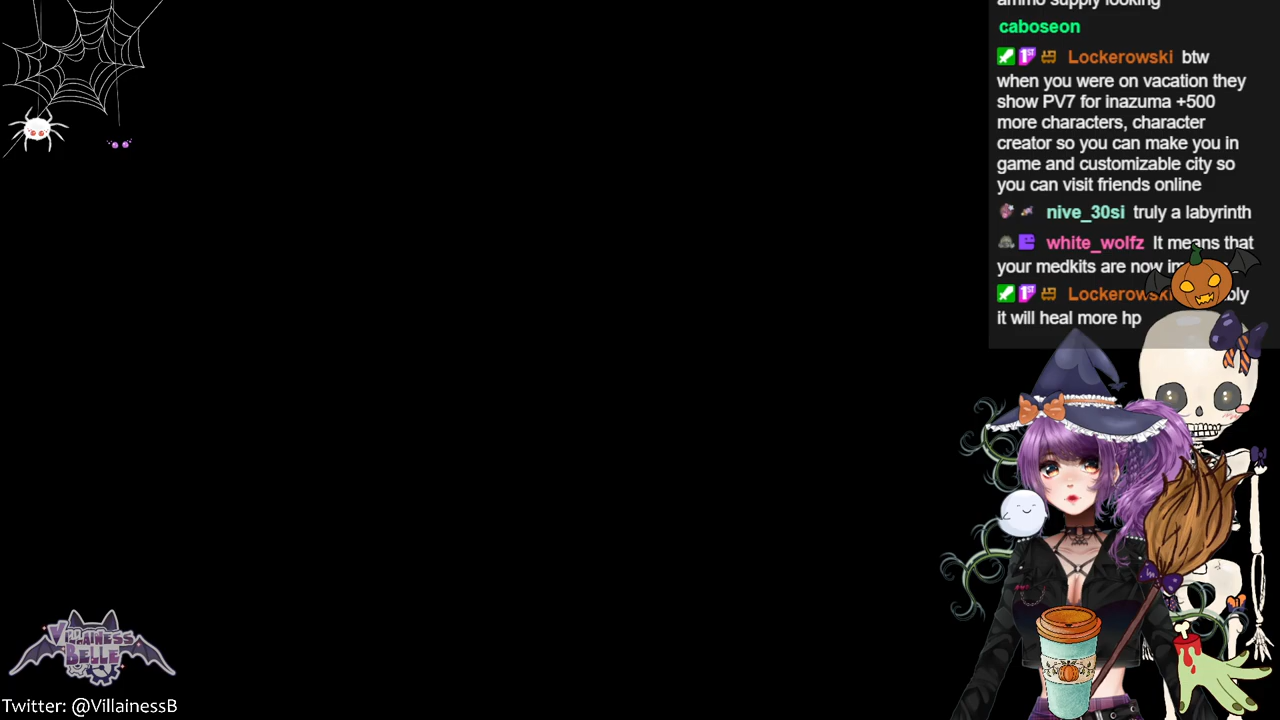 ammo supply looking
caboseon
Lockerowski btw
when you were on vacation they
show PV7 for inazuma +500
more characters, character
creator so you can make you in
game and customizable city so
you can visit friends online
nive_30si truly a labyrinth
white_wolfz It means that
your medkits are now
Lockerowski
it will heal more hp
VILLAINESS
BELLE
Twitter: @VillainessB